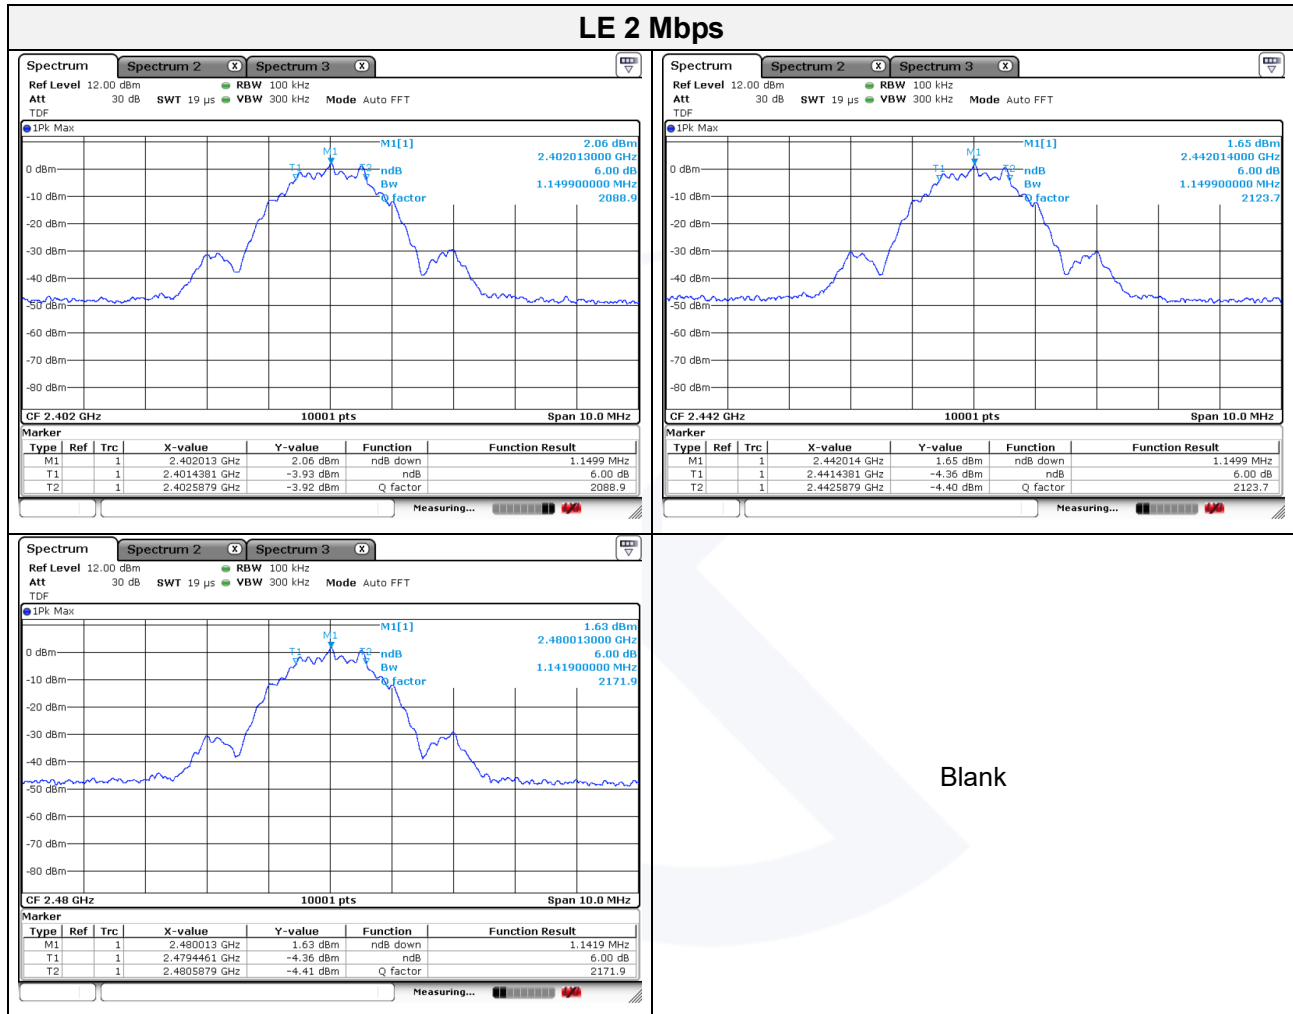 LE 2 Mbps
Spectrum Spectrum 2 X Spectrum 3 X
Ref Level 12.00 dBm RBW 100 kHz
Att 30 dB SWT 19 µs VBW 300 kHz Mode Auto FFT
TDF
1Pk Max
M1[1] 2.06 dBm
2.402013000 GHz
M1
T1 T2
ndB 6.00 dB
Bw 1.149900000 MHz
Q factor 2088.9
0 dBm
-10 dBm
-20 dBm
-30 dBm
-40 dBm
-50 dBm
-60 dBm
-70 dBm
-80 dBm
CF 2.402 GHz 10001 pts Span 10.0 MHz
Marker
Type Ref Trc X-value Y-value Function Function Result
M1 1 2.402013 GHz 2.06 dBm ndB down 1.1499 MHz
T1 1 2.4014381 GHz -3.93 dBm ndB 6.00 dB
T2 1 2.4025879 GHz -3.92 dBm Q factor 2088.9
Measuring...
Spectrum Spectrum 2 X Spectrum 3 X
Ref Level 12.00 dBm RBW 100 kHz
Att 30 dB SWT 19 µs VBW 300 kHz Mode Auto FFT
TDF
1Pk Max
M1[1] 1.65 dBm
2.442014000 GHz
M1
T1 T2
ndB 6.00 dB
Bw 1.149900000 MHz
Q factor 2123.7
0 dBm
-10 dBm
-20 dBm
-30 dBm
-40 dBm
-50 dBm
-60 dBm
-70 dBm
-80 dBm
CF 2.442 GHz 10001 pts Span 10.0 MHz
Marker
Type Ref Trc X-value Y-value Function Function Result
M1 1 2.442014 GHz 1.65 dBm ndB down 1.1499 MHz
T1 1 2.4414381 GHz -4.36 dBm ndB 6.00 dB
T2 1 2.4425879 GHz -4.40 dBm Q factor 2123.7
Measuring...
Spectrum Spectrum 2 X Spectrum 3 X
Ref Level 12.00 dBm RBW 100 kHz
Att 30 dB SWT 19 µs VBW 300 kHz Mode Auto FFT
TDF
1Pk Max
M1[1] 1.63 dBm
2.480013000 GHz
M1
T1 T2
ndB 6.00 dB
Bw 1.141900000 MHz
Q factor 2171.9
0 dBm
-10 dBm
-20 dBm
-30 dBm
-40 dBm
-50 dBm
-60 dBm
-70 dBm
-80 dBm
CF 2.48 GHz 10001 pts Span 10.0 MHz
Marker
Type Ref Trc X-value Y-value Function Function Result
M1 1 2.480013 GHz 1.63 dBm ndB down 1.1419 MHz
T1 1 2.4794461 GHz -4.36 dBm ndB 6.00 dB
T2 1 2.4805879 GHz -4.41 dBm Q factor 2171.9
Measuring...
Blank